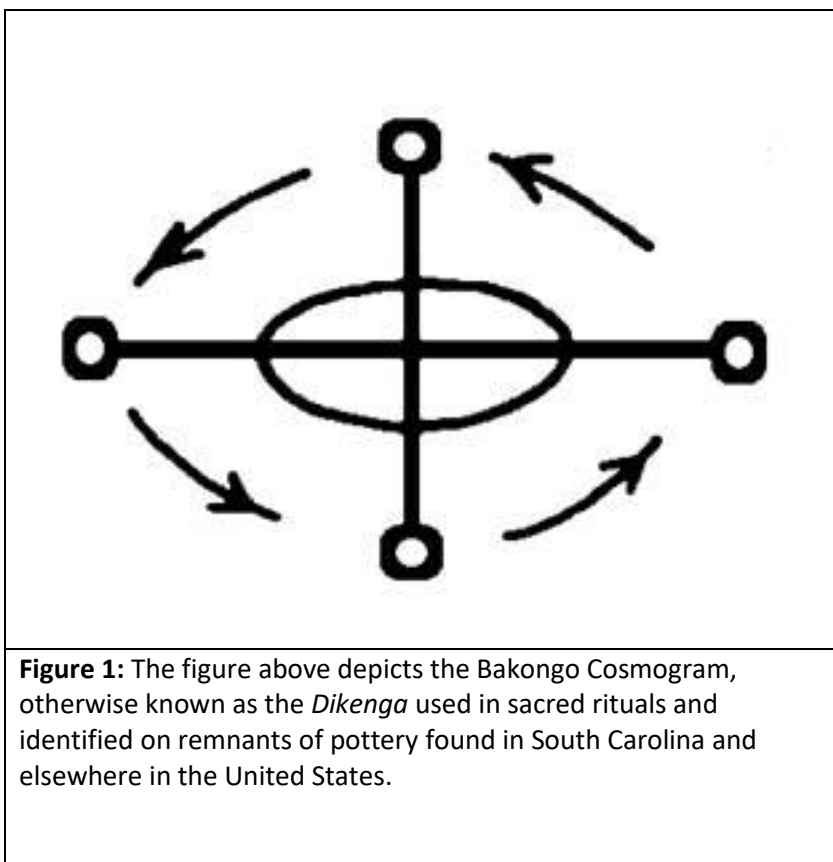 Figure 1: The figure above depicts the Bakongo Cosmogram,
otherwise known as the Dikenga used in sacred rituals and
identified on remnants of pottery found in South Carolina and
elsewhere in the United States.